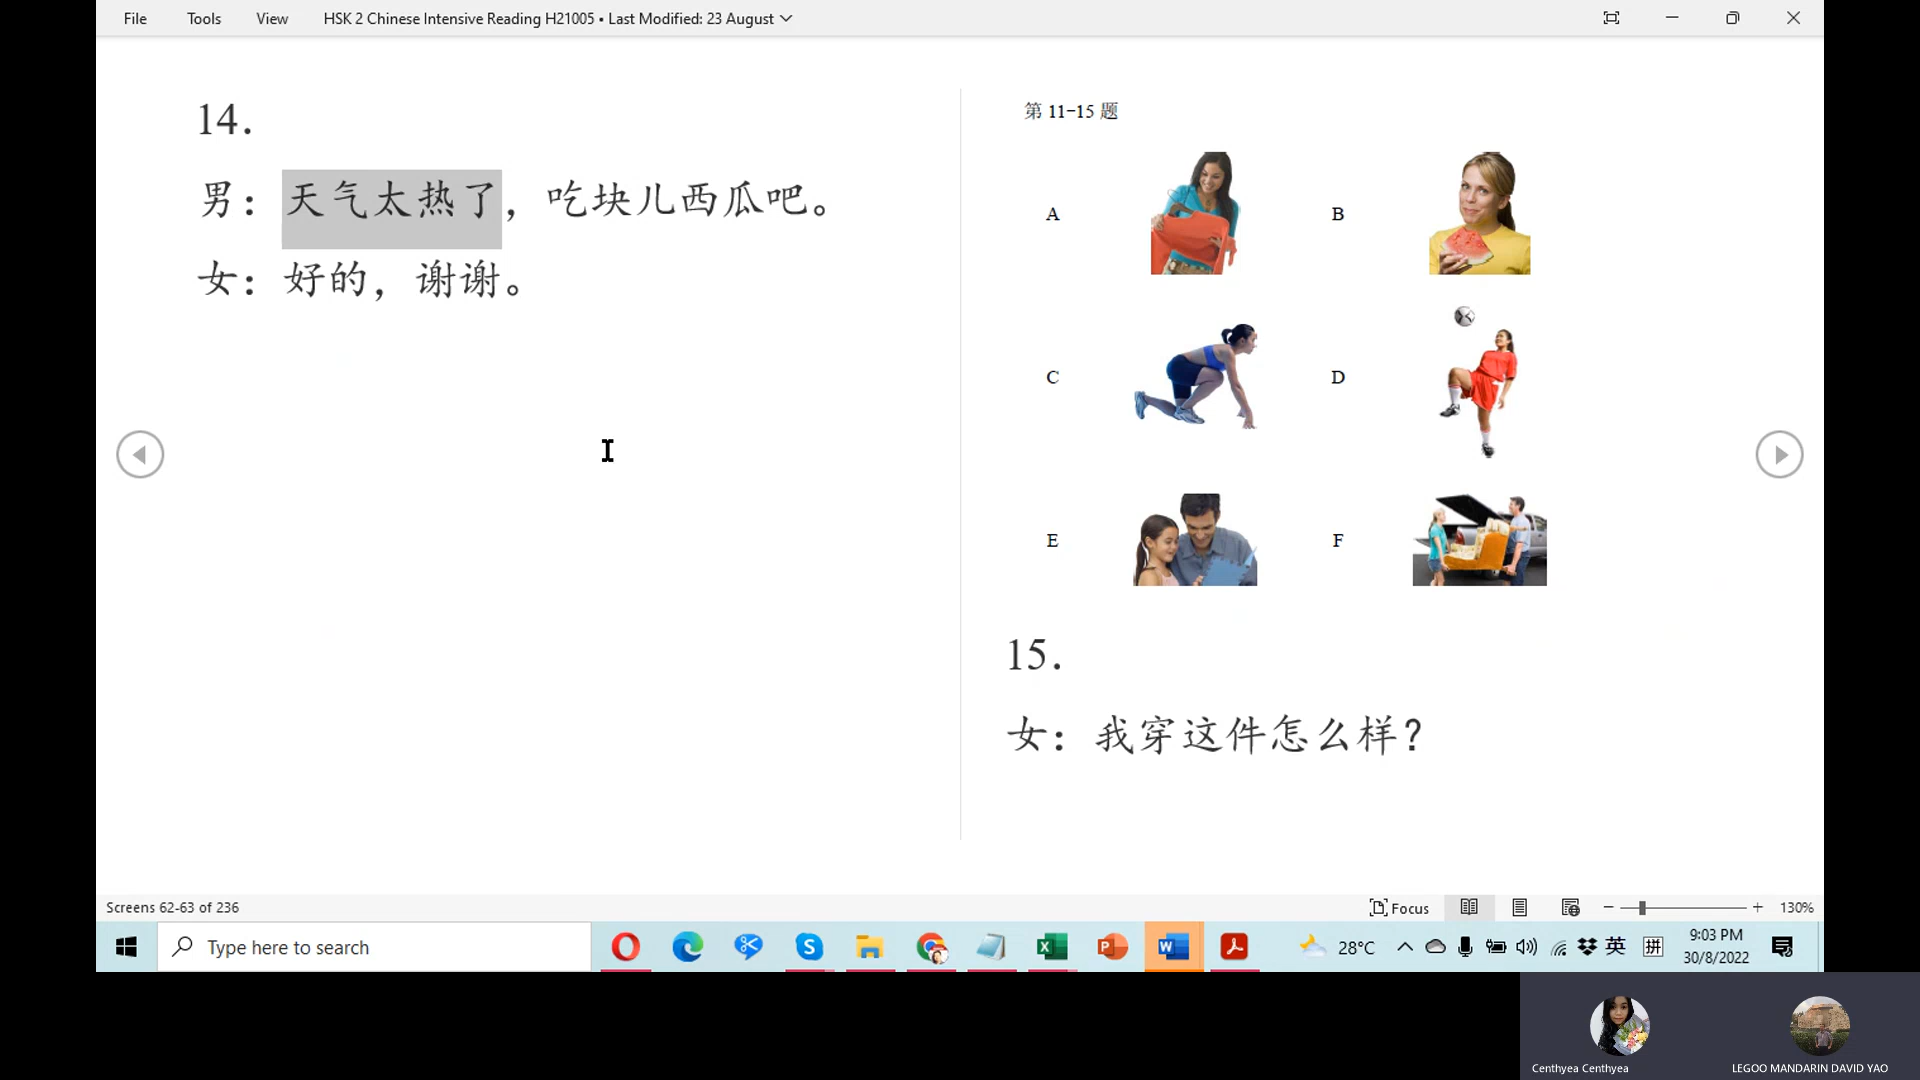 File Tools View HSK 2 Chinese Intensive Reading H21005 • Last Modified: 23 August
14.
男：天气太热了，吃块儿西瓜吧。
女：好的，谢谢。
第 11-15 题
A B
C D
E F
15.
女：我穿这件怎么样？
Screens 62-63 of 236 Focus 130%
Type here to search 28°C 英 拼 9:03 PM
30/8/2022
Centhyea Centhyea LEGOO MANDARIN DAVID YAO